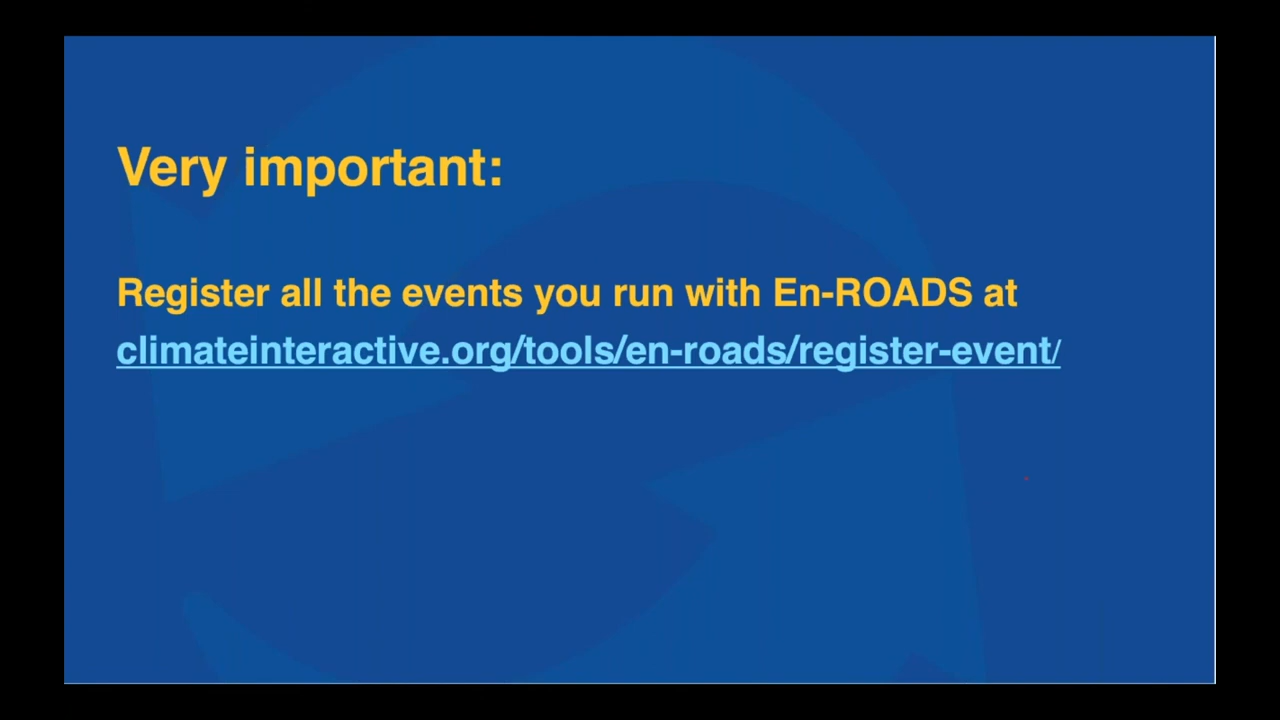 Very important:
Register all the events you run with En-ROADS at
climateinteractive.org/tools/en-roads/register-event/